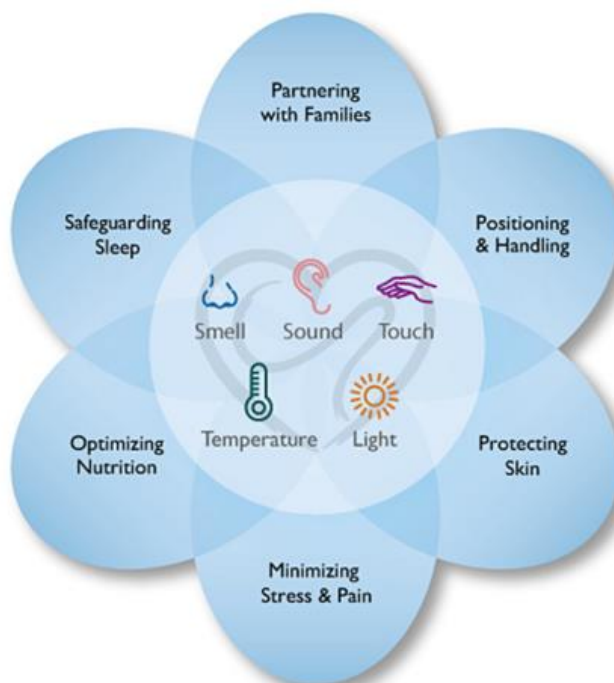 Partnering
with Families
Safeguarding
Sleep
Positioning
& Handling
Smell
Sound
Touch
Temperature
Light
Optimizing
Nutrition
Protecting
Skin
Minimizing
Stress & Pain